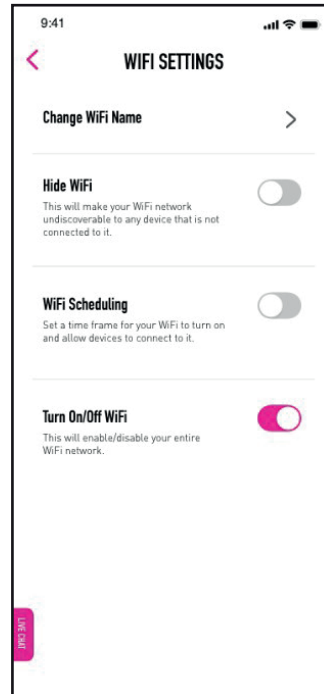 9:41
WIFI SETTINGS
Change WiFi Name
Hide WiFi
This will make your WiFi network
undiscoverable to any device that is not
connected to it.
WiFi Scheduling
Set a time frame for your WiFi to turn on
and allow devices to connect to it.
Turn On/Off WiFi
This will enable/disable your entire
WiFi network.
LIVE CHAT